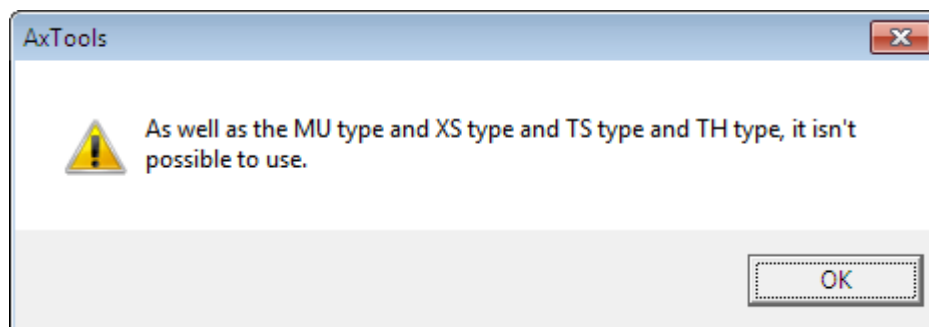 AxTools
As well as the MU type and XS type and TS type and TH type, it isn't
possible to use.
OK